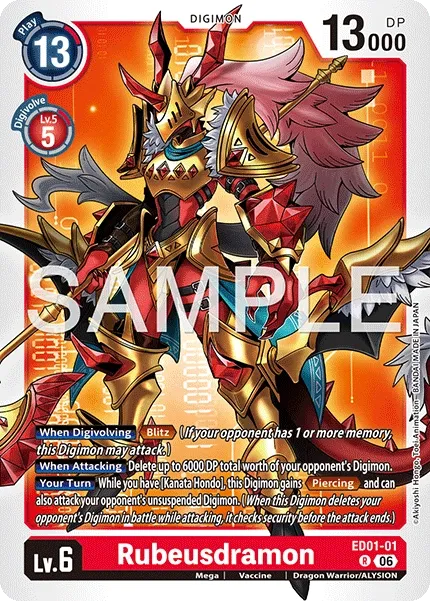 Play
13
DIGIMON
DP
13000
Digivolve
Lv.5
5
SAMPLE
When Digivolving Blitz (If your opponent has 1 or more memory,
this Digimon may attack.)
When Attacking Delete up to 6000 DP total worth of your opponent's Digimon.
Your Turn While you have [Kanata Hondo], this Digimon gains Piercing and can
also attack your opponent's unsuspended Digimon. (When this Digimon deletes your
opponent's Digimon in battle while attacking, it checks security before the attack ends.)
©Akiyoshi Hongo, Toei Animation · BANDAI, MADE IN JAPAN
Lv.6
Rubeusdramon
ED01-01
R 06
Mega | Vaccine | Dragon Warrior/ALYSION